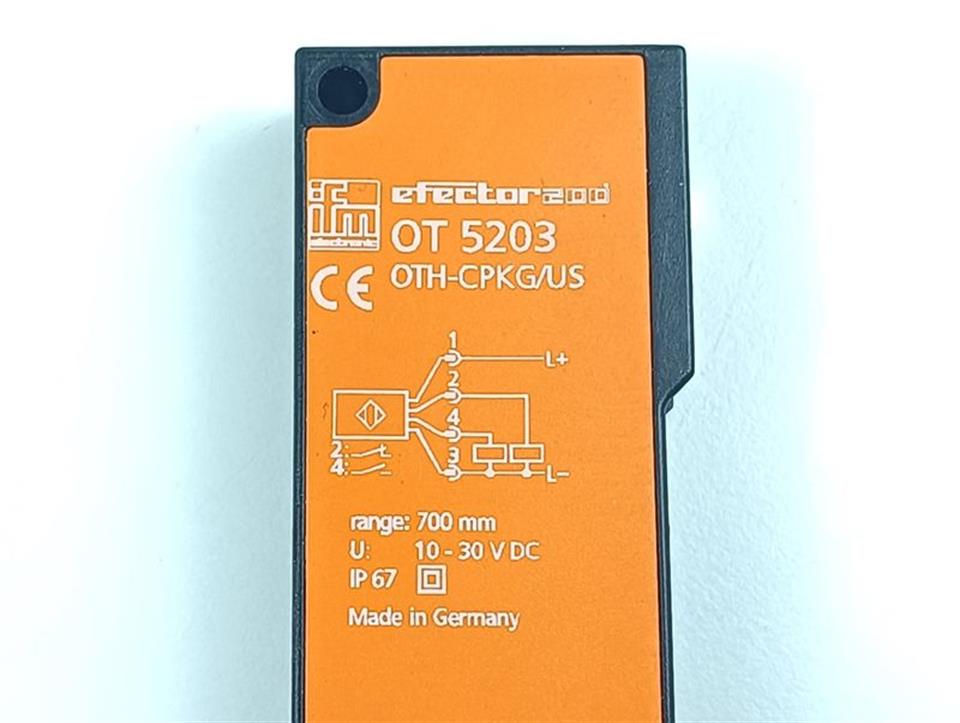 ifm electronic
efector200
OT 5203
OTH-CPKG/US
CE
1
L+
2
4
2:
4:
3
L-
range: 700 mm
U: 10 - 30 V DC
IP 67
Made in Germany